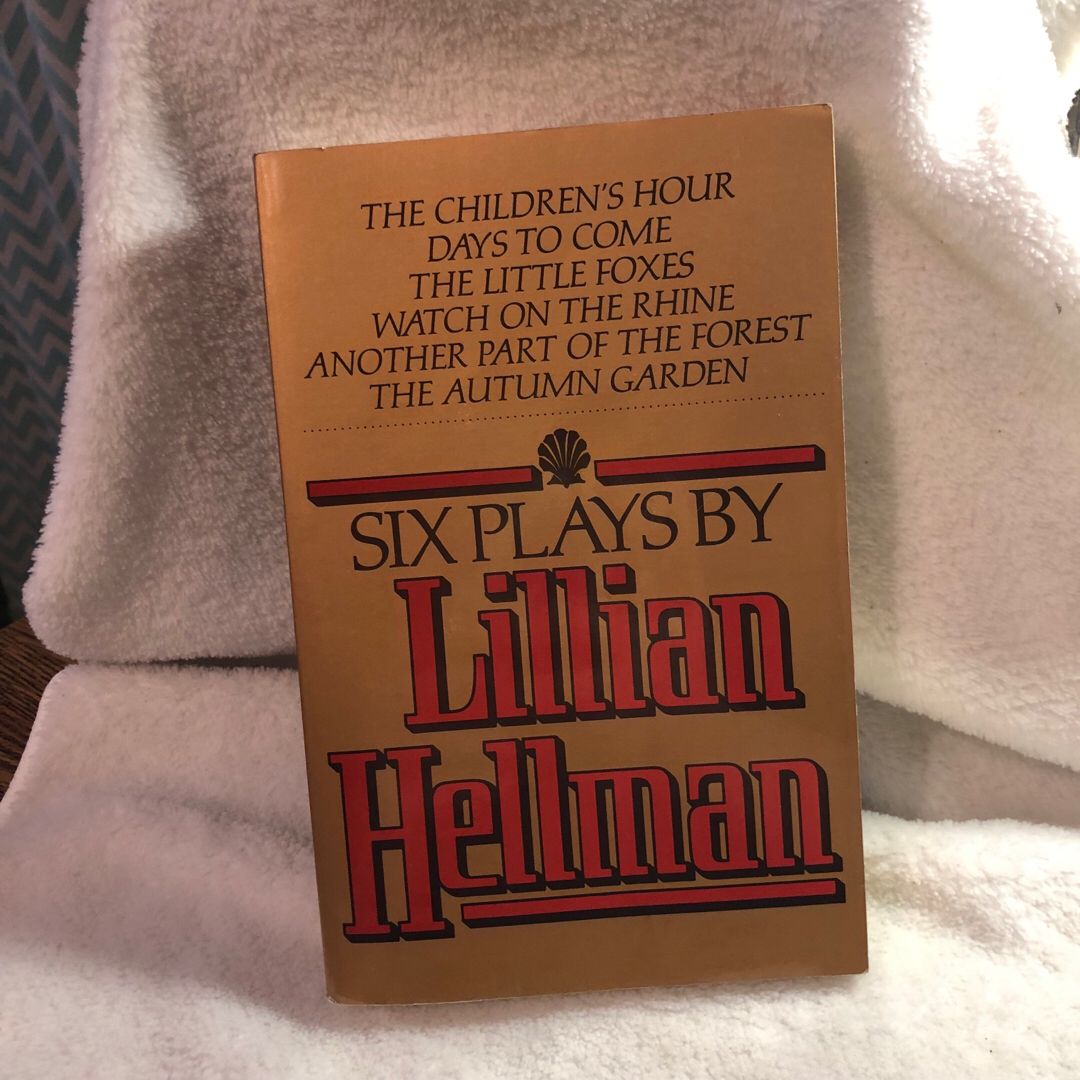 THE CHILDREN'S HOUR
DAYS TO COME
THE LITTLE FOXES
WATCH ON THE RHINE
ANOTHER PART OF THE FOREST
THE AUTUMN GARDEN
SIX PLAYS BY
Lillian
Hellman